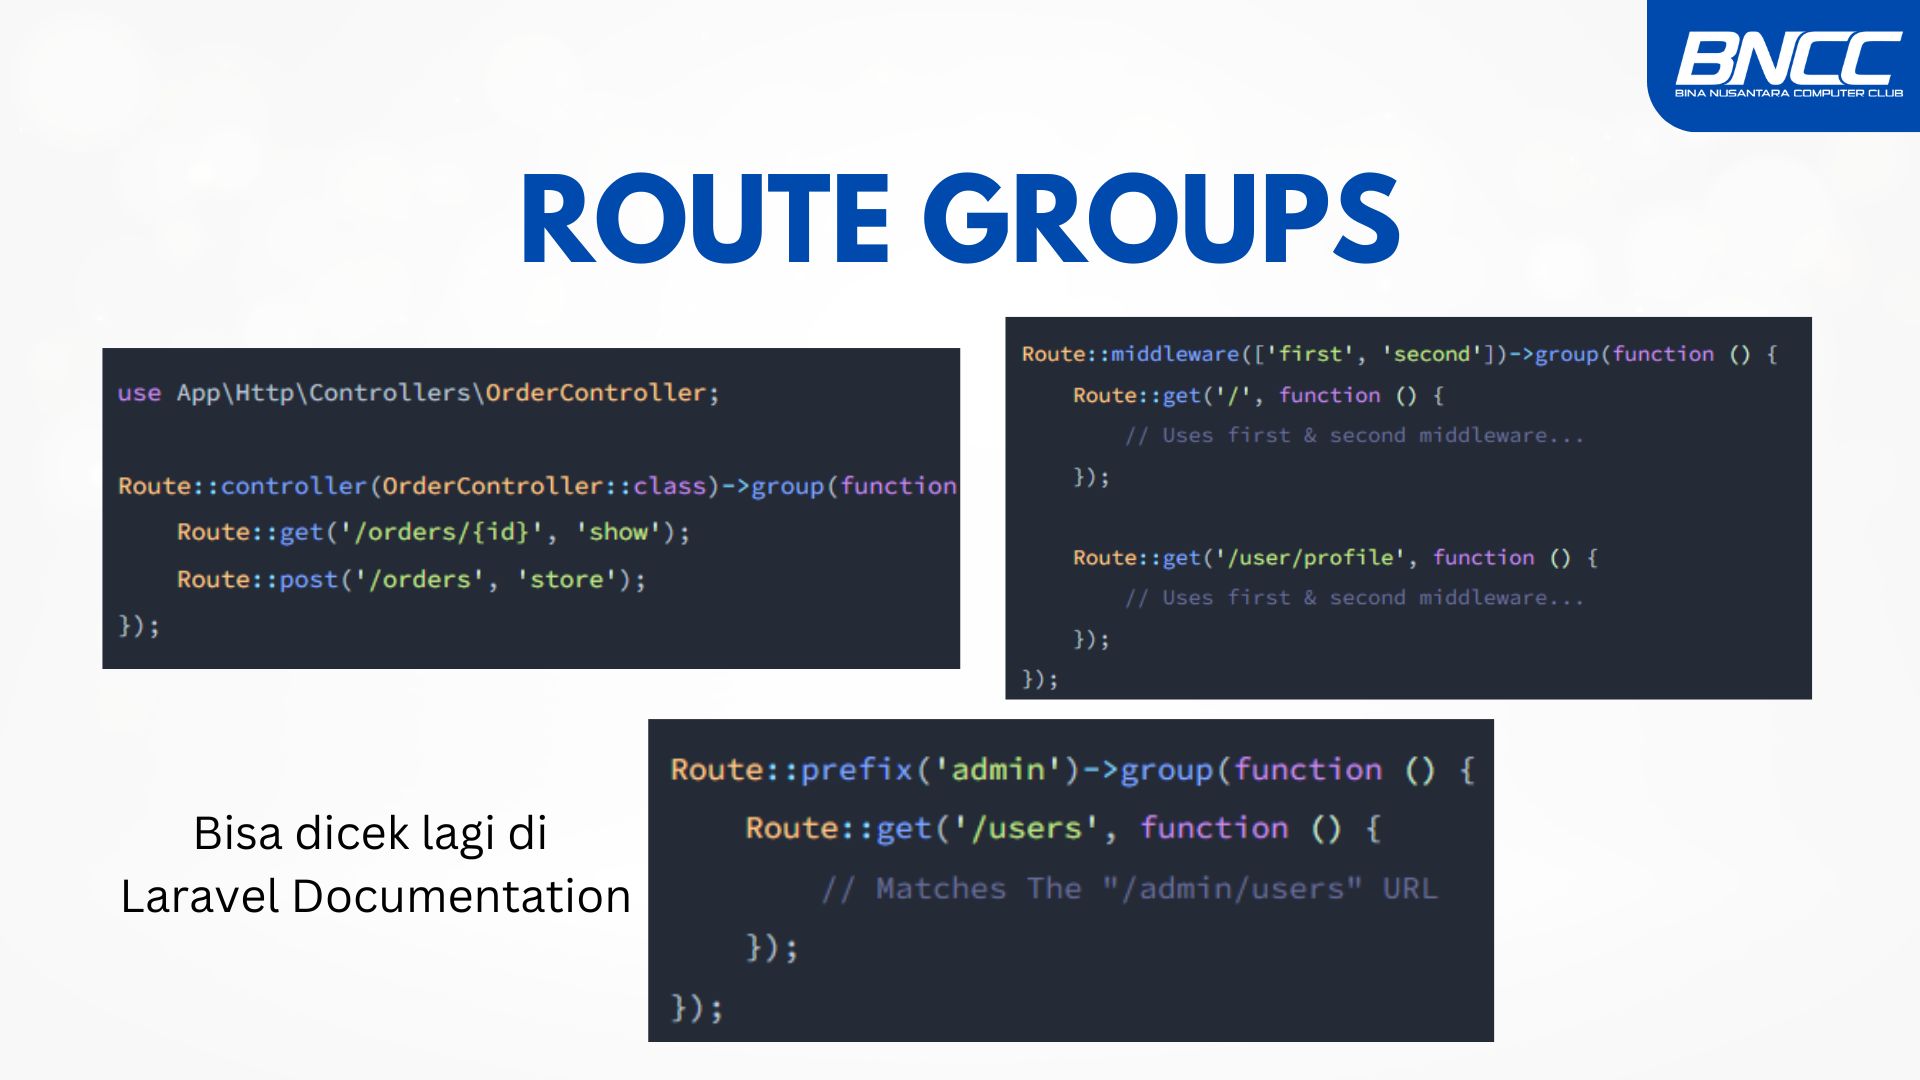 BNCC
BINA NUSANTARA COMPUTER CLUB
ROUTE GROUPS
use App\Http\Controllers\OrderController;
Route::controller(OrderController::class)->group(function
    Route::get('/orders/{id}', 'show');
    Route::post('/orders', 'store');
});
Route::middleware(['first', 'second'])->group(function () {
    Route::get('/', function () {
        // Uses first & second middleware...
    });
    Route::get('/user/profile', function () {
        // Uses first & second middleware...
    });
});
Bisa dicek lagi di
Laravel Documentation
Route::prefix('admin')->group(function () {
    Route::get('/users', function () {
        // Matches The "/admin/users" URL
    });
});